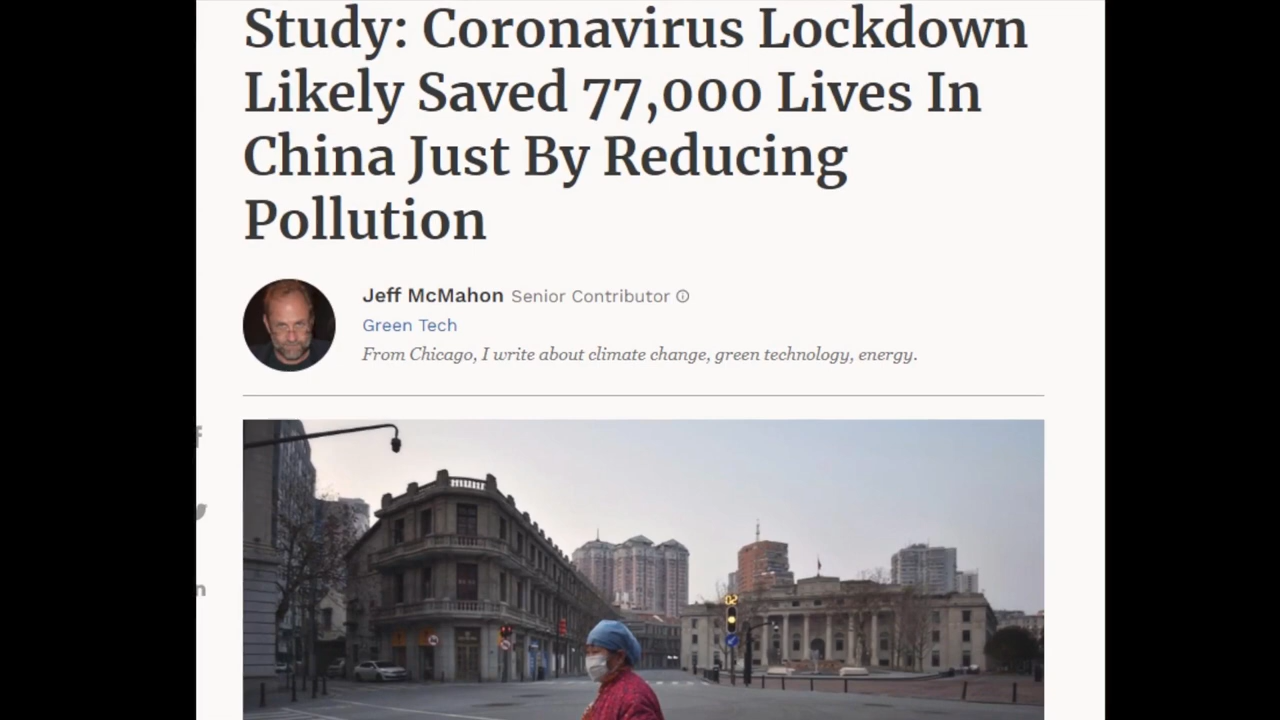 Study: Coronavirus Lockdown
Likely Saved 77,000 Lives In
China Just By Reducing
Pollution
Jeff McMahon Senior Contributor
Green Tech
From Chicago, I write about climate change, green technology, energy.
02